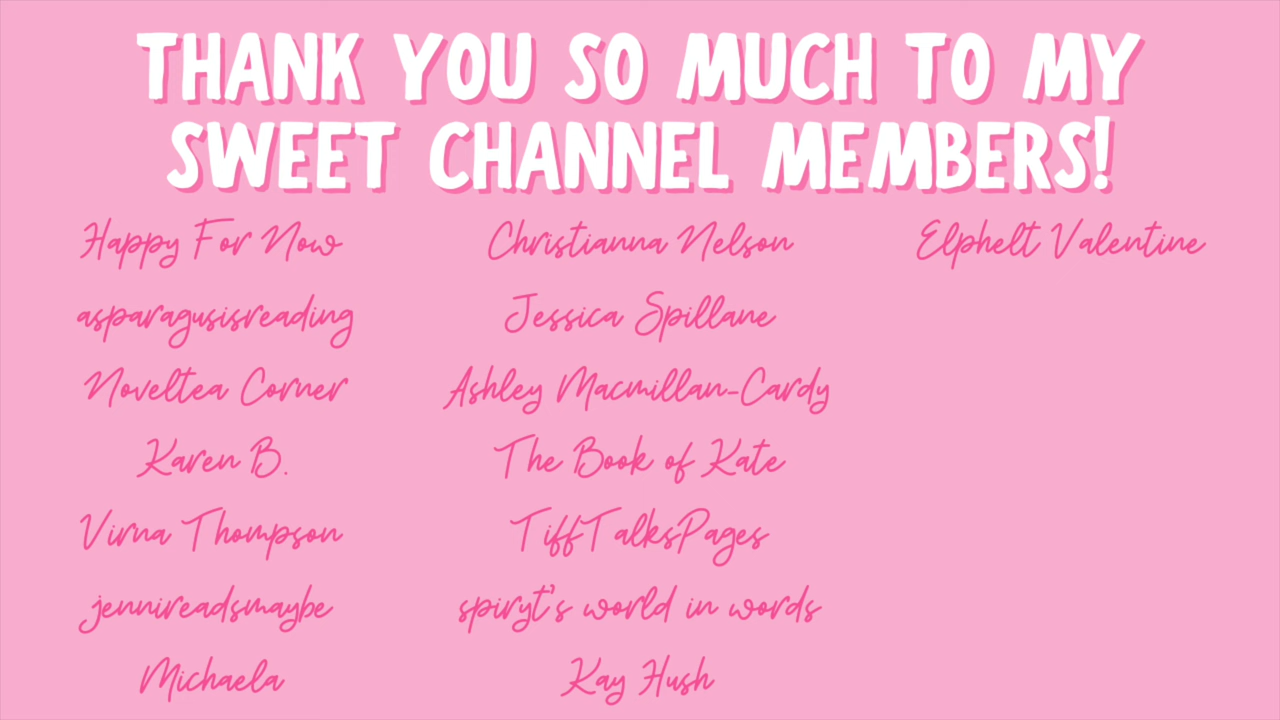 THANK YOU SO MUCH TO MY
SWEET CHANNEL MEMBERS!
Happy For Now
asparagusisreading
Noveltea Corner
Karen B.
Virna Thompson
jennireadsmaybe
Michaela
Christianna Nelson
Jessica Spillane
Ashley Macmillan-Cardy
The Book of Kate
TiffTalksPages
spiryt's world in words
Kay Hush
Elphelt Valentine